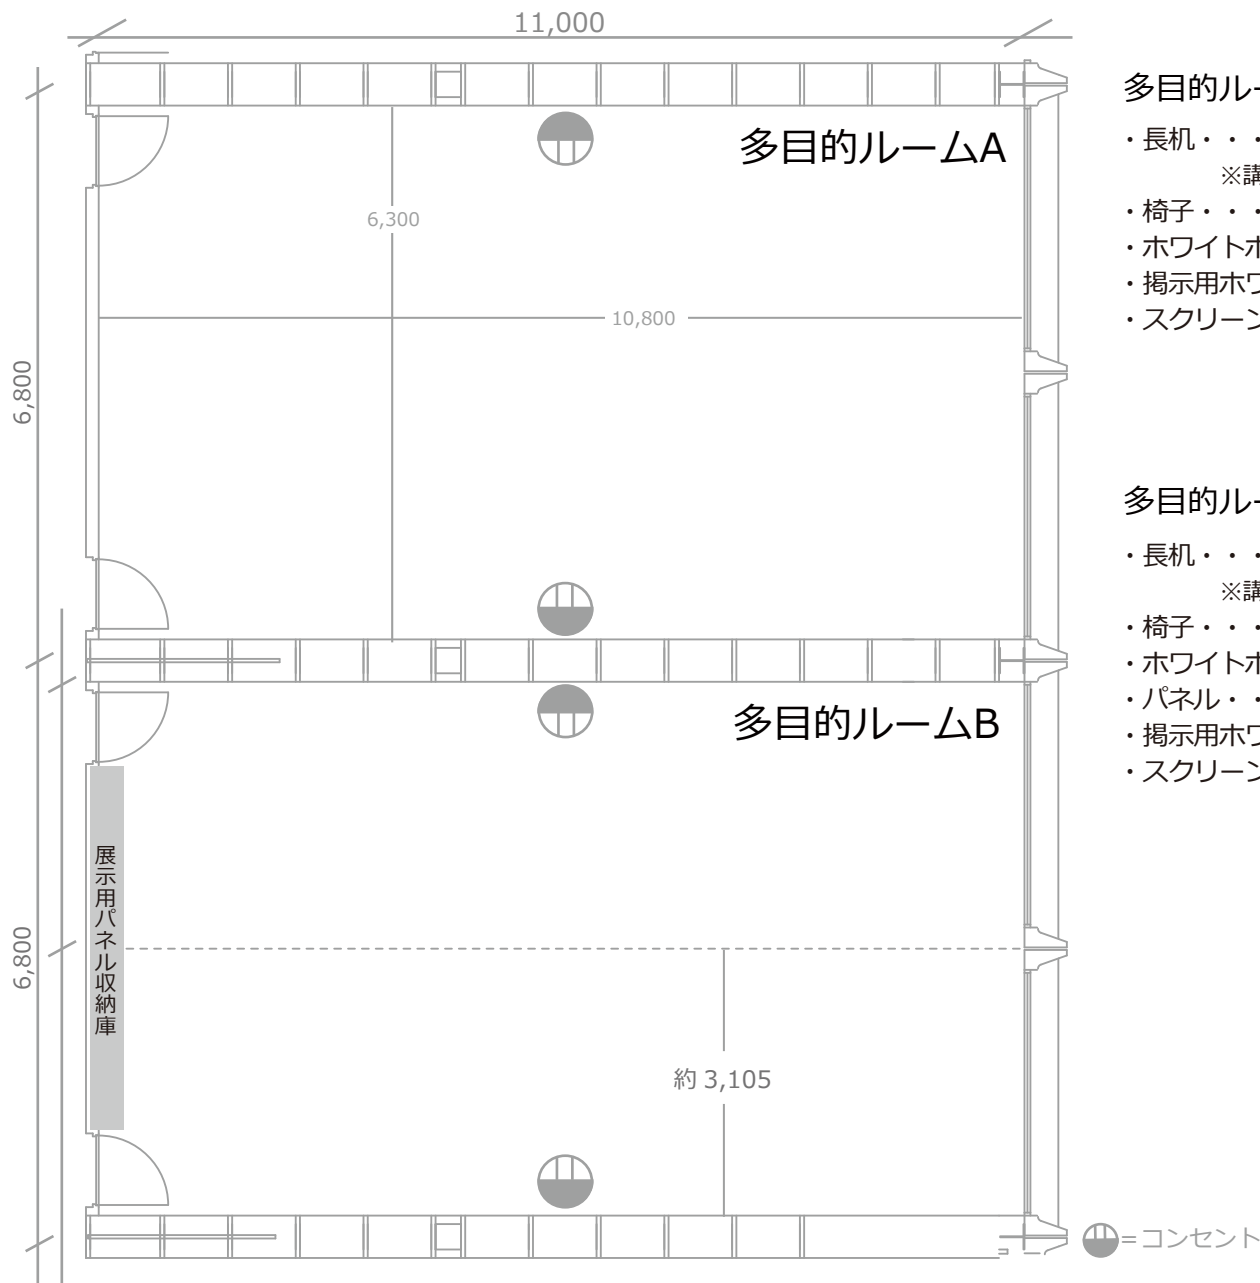 11,000
多目的ルームA
6,300
10,800
6,800
多目的ルームB
展示用パネル収納庫
6,800
約 3,105
多目的ルー
・長机・・・
※講
・椅子・・・
・ホワイトボ
・掲示用ホワ
・スクリーン
多目的ルー
・長机・・・
※講
・椅子・・・
・ホワイトボ
・パネル・・
・掲示用ホワ
・スクリーン
=コンセント